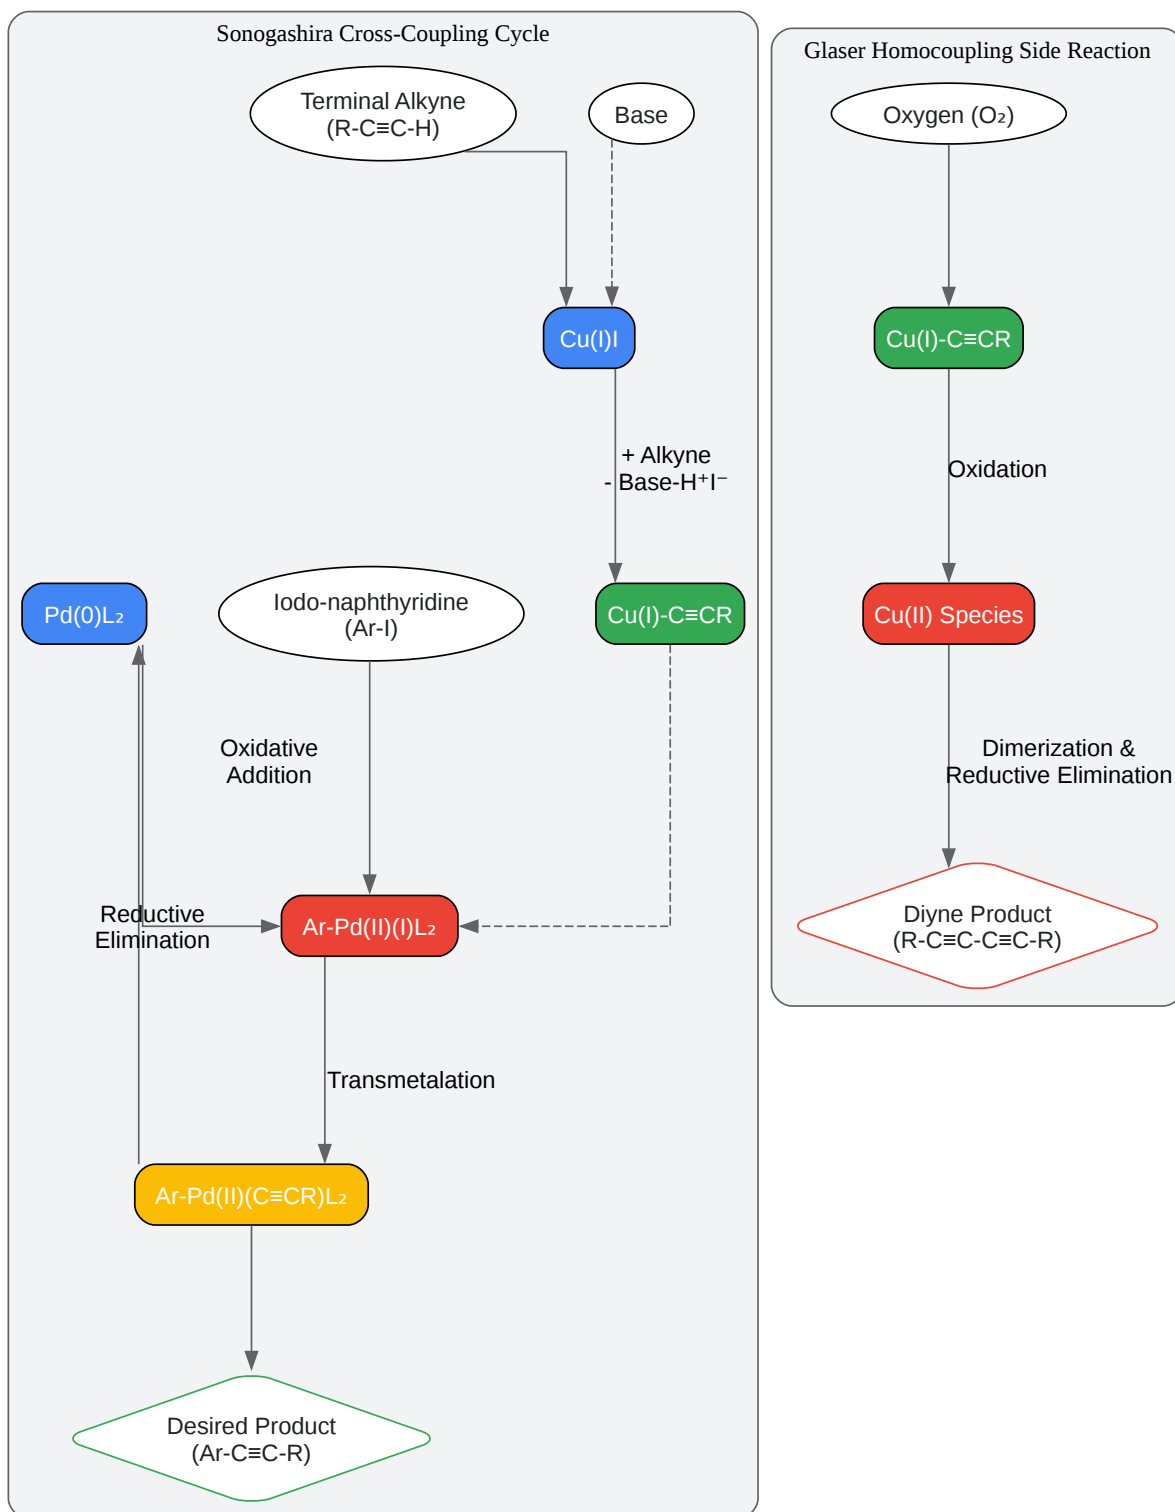 Sonogashira Cross-Coupling Cycle
Terminal Alkyne
(R-C≡C-H)
Base
Cu(I)I
+ Alkyne
- Base-H⁺I⁻
Pd(0)L₂
Iodo-naphthyridine
(Ar-I)
Cu(I)-C≡CR
Oxidative
Addition
Reductive
Elimination
Ar-Pd(II)(I)L₂
Transmetalation
Ar-Pd(II)(C≡CR)L₂
Desired Product
(Ar-C≡C-R)
Glaser Homocoupling Side Reaction
Oxygen (O₂)
Cu(I)-C≡CR
Oxidation
Cu(II) Species
Dimerization &
Reductive Elimination
Diyne Product
(R-C≡C-C≡C-R)